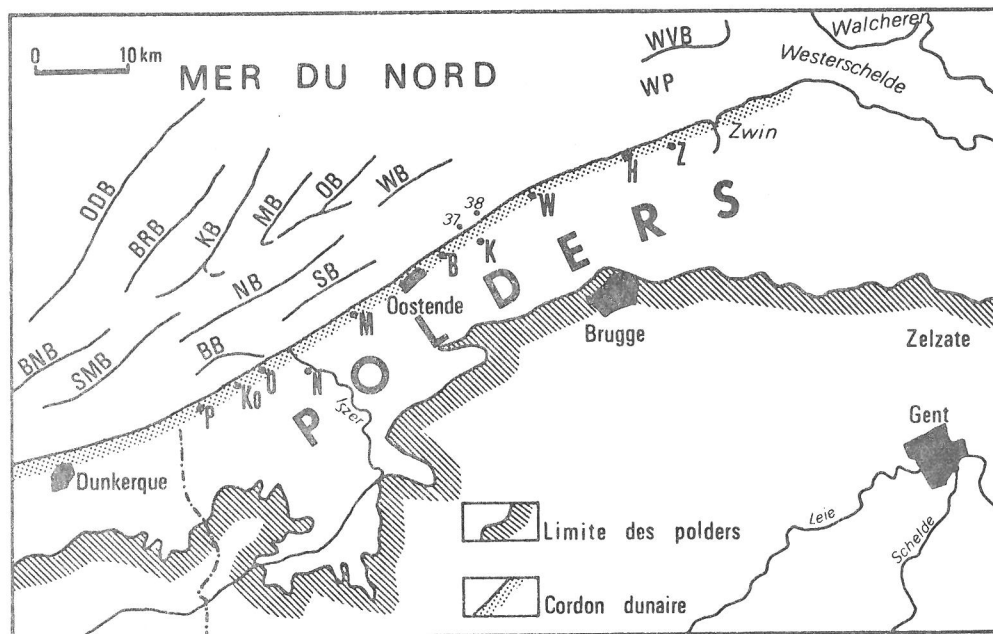 0 10 km
MER DU NORD
WVB
WP
Walcheren
Westerschelde
Zwin
ODB
BRB
KB
MB
OB
WB
NB
SB
BNB
SMB
BB
37
38
H
Z
W
K
B
Oostende
M
N
O
Ko
P
POLDERS
Iszer
Brugge
Zelzate
Gent
Leie
Schelde
Dunkerque
Limite des polders
Cordon dunaire